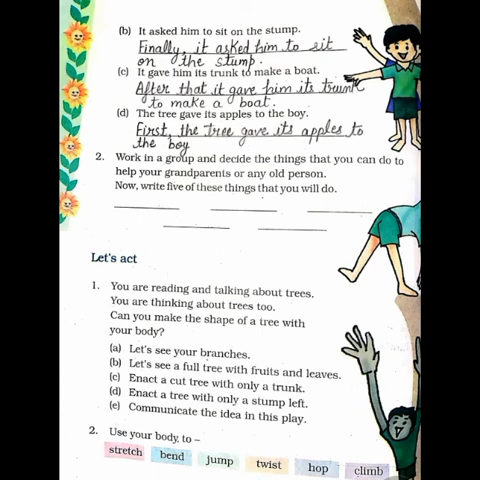 (b) It asked him to sit on the stump.
Finally, it asked him to sit
on the stump.
(c) It gave him its trunk to make a boat.
After that it gave him its trunk
to make a boat.
(d) The tree gave its apples to the boy.
First, the tree gave its apples to
the boy
2. Work in a group and decide the things that you can do to
help your grandparents or any old person.
Now, write five of these things that you will do.
Let's act
1. You are reading and talking about trees.
You are thinking about trees too.
Can you make the shape of a tree with
your body?
(a) Let's see your branches.
(b) Let's see a full tree with fruits and leaves.
(c) Enact a cut tree with only a trunk.
(d) Enact a tree with only a stump left.
(e) Communicate the idea in this play.
2. Use your body to –
stretch bend jump twist hop climb